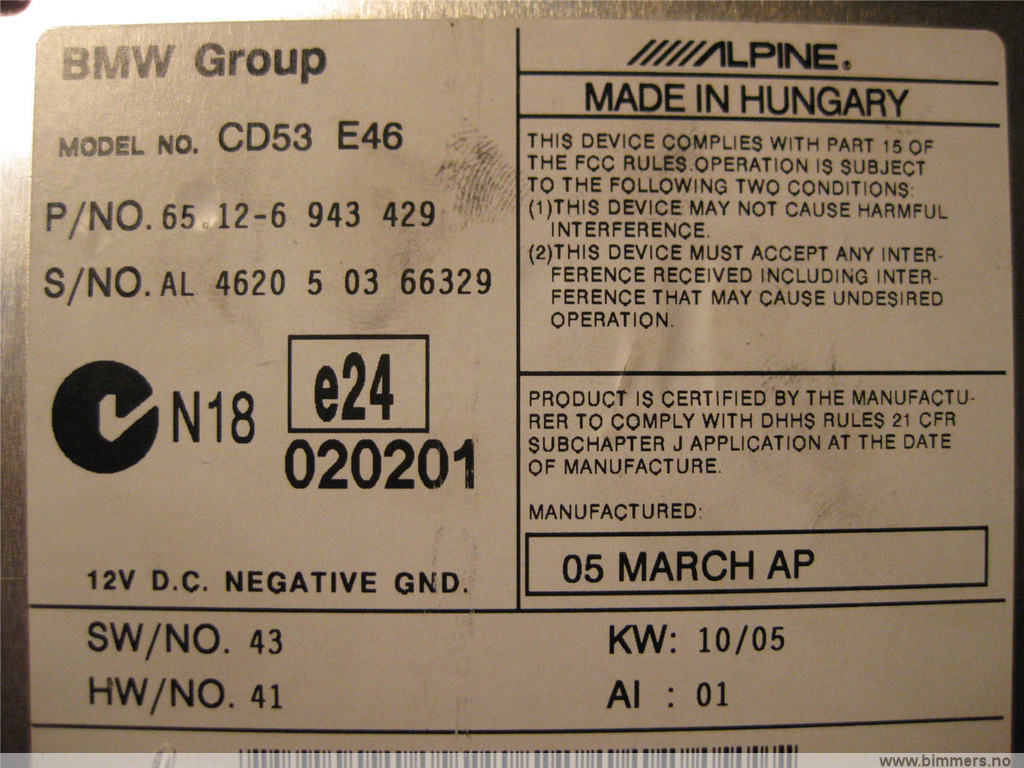 BMW Group
MODEL NO. CD53 E46
P/NO. 65.12-6 943 429
S/NO. AL 4620 5 03 66329
N18
e24
020201
12V D.C. NEGATIVE GND.
ALPINE®
MADE IN HUNGARY
THIS DEVICE COMPLIES WITH PART 15 OF
THE FCC RULES.OPERATION IS SUBJECT
TO THE FOLLOWING TWO CONDITIONS:
(1)THIS DEVICE MAY NOT CAUSE HARMFUL
INTERFERENCE.
(2)THIS DEVICE MUST ACCEPT ANY INTER-
FERENCE RECEIVED INCLUDING INTER-
FERENCE THAT MAY CAUSE UNDESIRED
OPERATION.
PRODUCT IS CERTIFIED BY THE MANUFACTU-
RER TO COMPLY WITH DHHS RULES 21 CFR
SUBCHAPTER J APPLICATION AT THE DATE
OF MANUFACTURE.
MANUFACTURED:
05 MARCH AP
SW/NO. 43
KW: 10/05
HW/NO. 41
AI : 01
www.bimmers.no